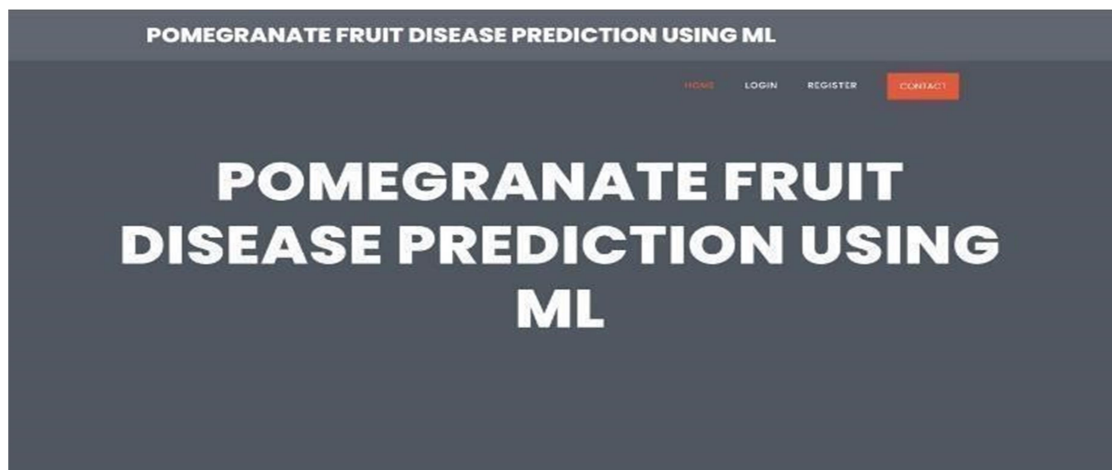 POMEGRANATE FRUIT DISEASE PREDICTION USING ML
HOME LOGIN REGISTER CONTACT
POMEGRANATE FRUIT
DISEASE PREDICTION USING
ML